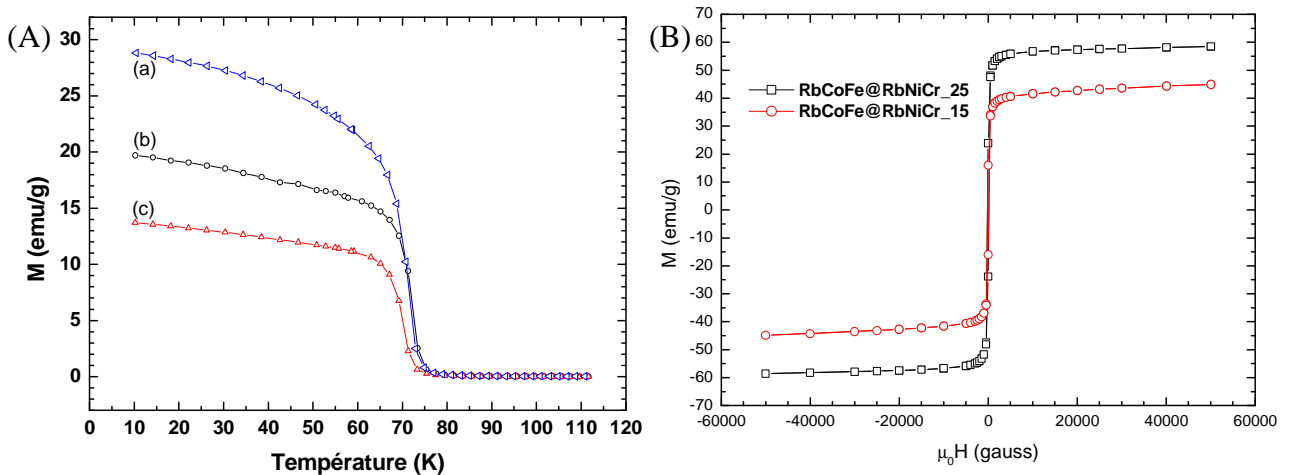 (A)
30
25
20
15
10
5
0
M (emu/g)
(a)
(b)
(c)
0 10 20 30 40 50 60 70 80 90 100 110 120
Température (K)
(B)
70
60
50
40
30
20
10
0
-10
-20
-30
-40
-50
-60
-70
M (emu/g)
RbCoFe@RbNiCr_25
RbCoFe@RbNiCr_15
-60000 -40000 -20000 0 20000 40000 60000
μ₀H (gauss)